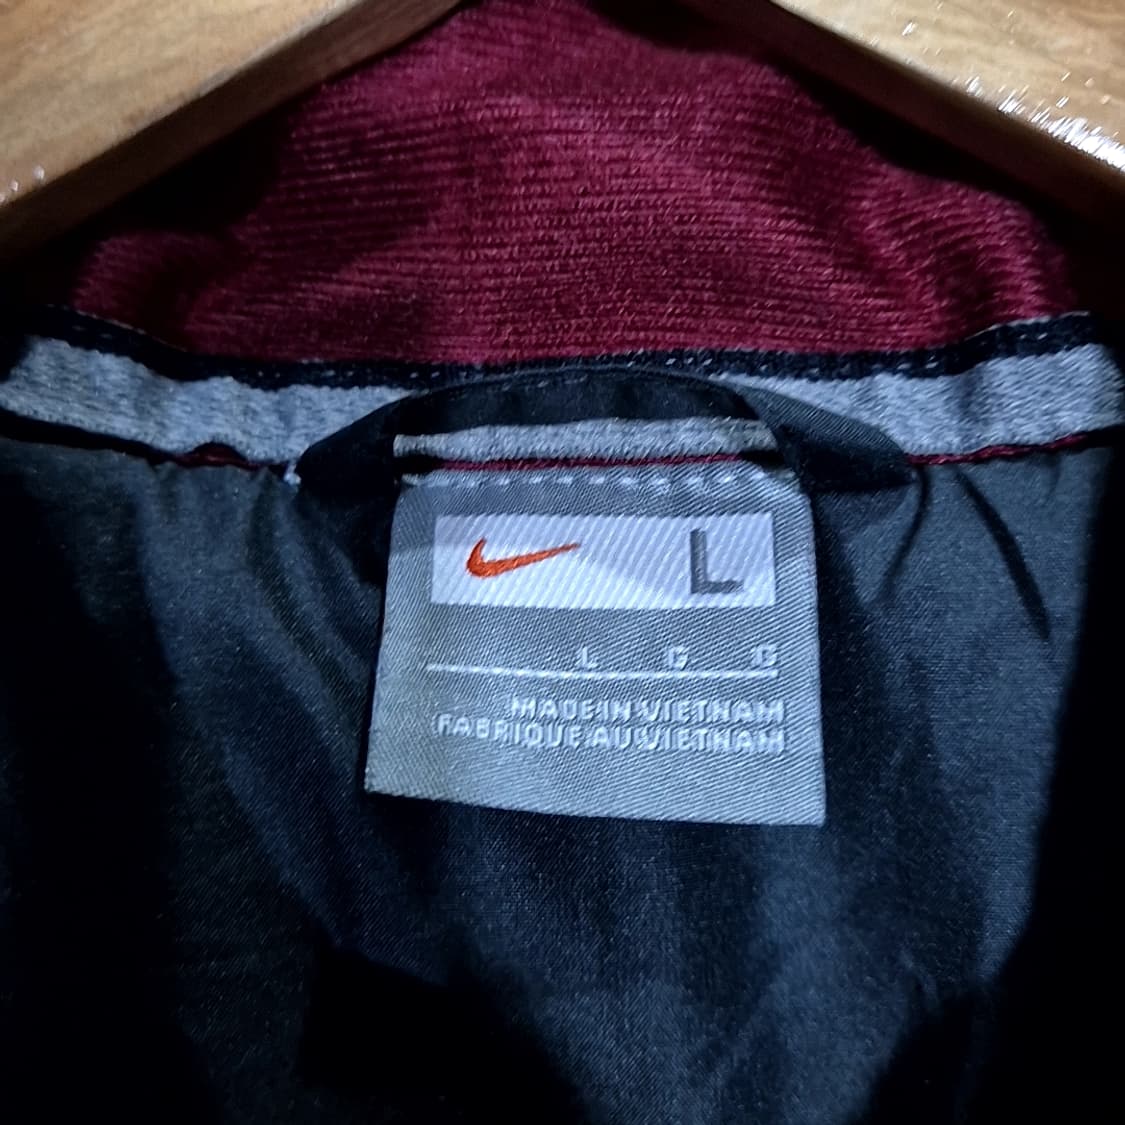 L
L G G
MADE IN VIETNAM
FABRIQUE AU VIETNAM